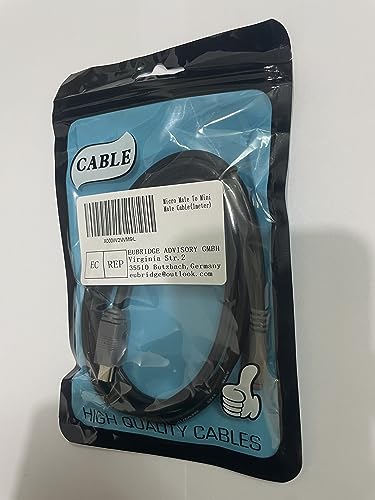 CABLE
Micro Male To Mini
Male Cable(1meter)
X000W2NVM9L
EC REP
EUBRIDGE ADVISORY GMBH
Virginia Str.2
35510 Butzbach,Germany
eubridge@outlook.com
HIGH QUALITY CABLES